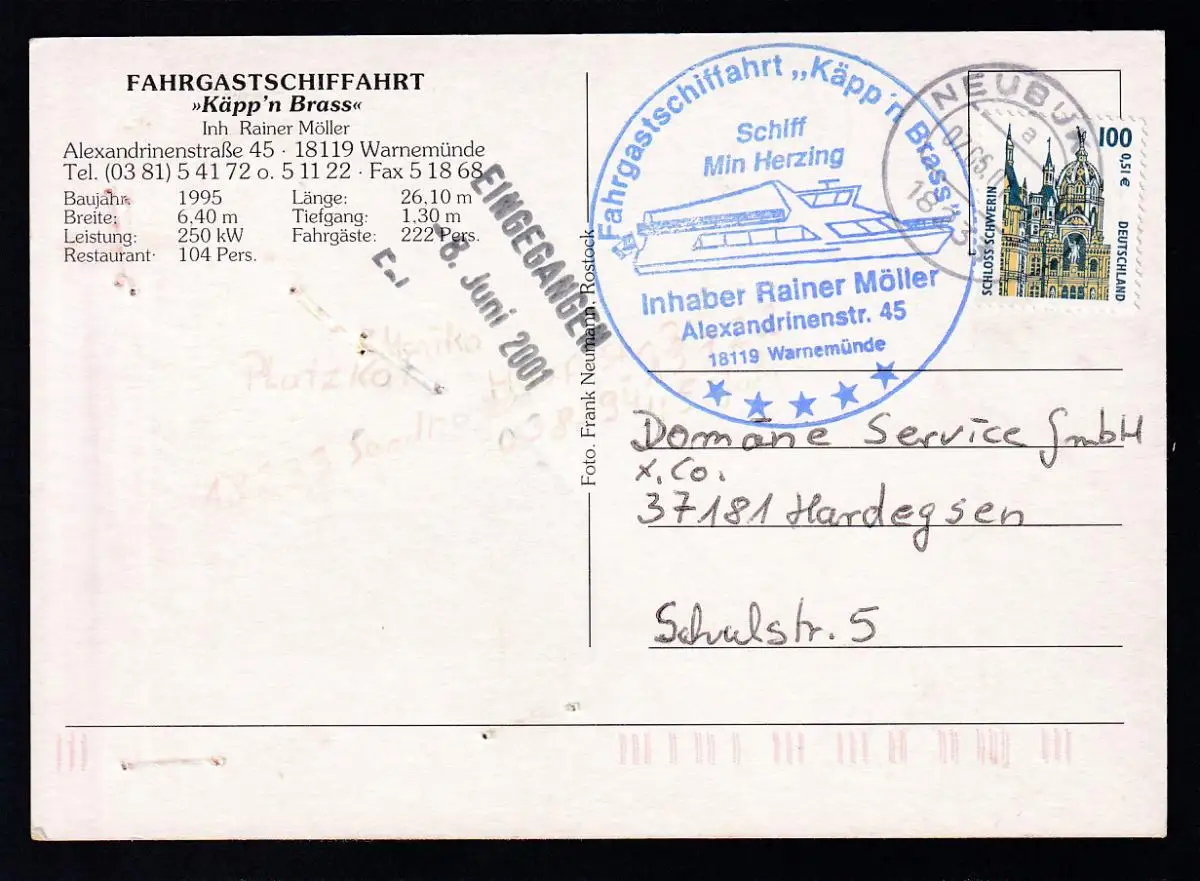 FAHRGASTSCHIFFAHRT
»Käpp'n Brass«
Inh Rainer Möller
Alexandrinenstraße 45 · 18119 Warnemünde
Tel. (03 81) 5 41 72 o. 5 11 22 · Fax 5 18 68
Baujahr: 1995 Länge: 26,10 m
Breite: 6,40 m Tiefgang: 1,30 m
Leistung: 250 kW Fahrgäste: 222 Pers.
Restaurant· 104 Pers.
EINGEGANGEN
-8. Juni 2001
Foto. Frank Neumann, Rostock
Fahrgastschiffahrt „Käpp'n Brass"
Schiff
Min Herzing
Inhaber Rainer Möller
Alexandrinenstr. 45
18119 Warnemünde
NEUBU
a
100
0,51 €
DEUTSCHLAND
SCHLOSS SCHWERIN
Domäne Service GmbH
x. Co.
37181 Hardegsen
Schulstr. 5